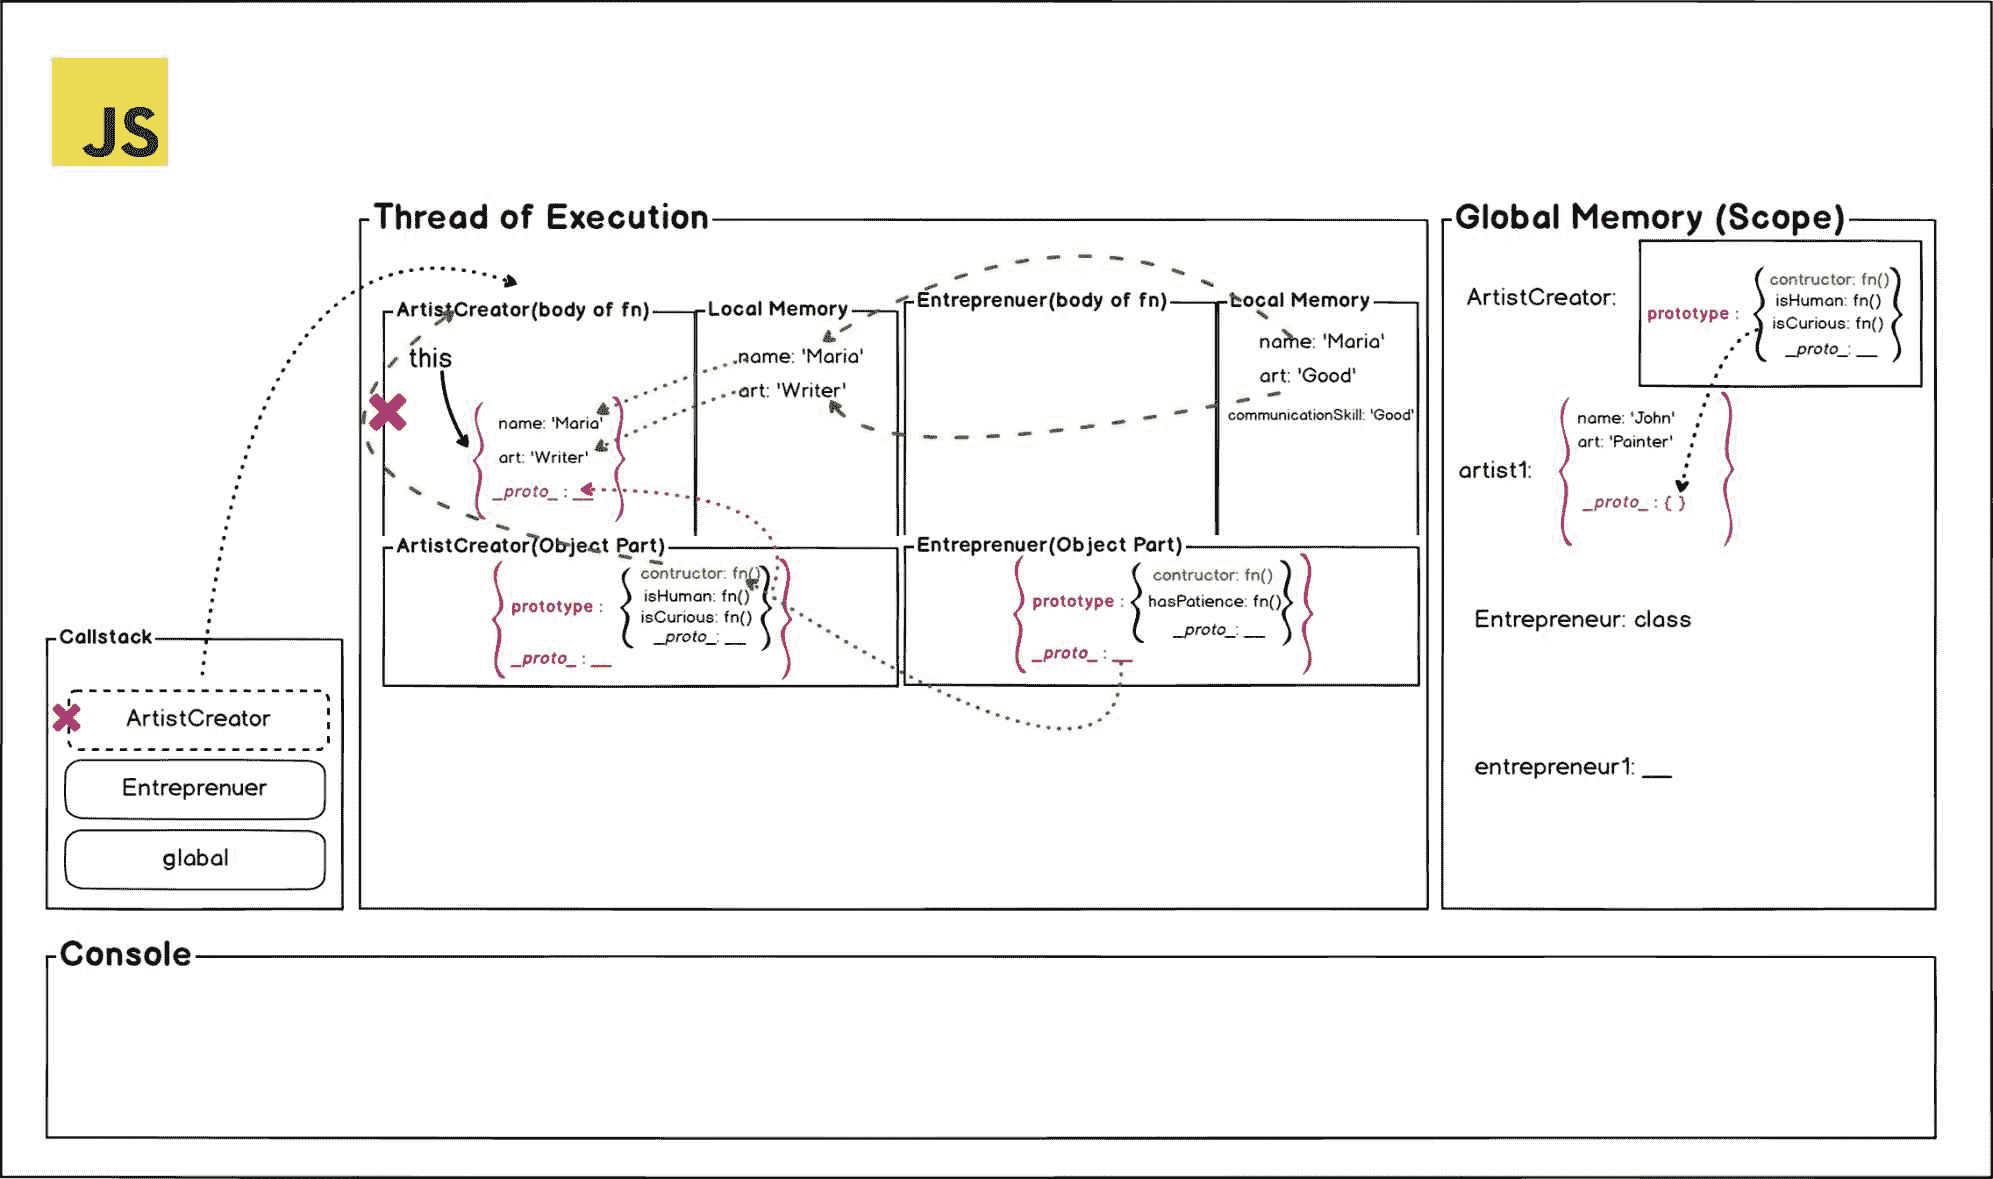 JS
Thread of Execution
ArtistCreator(body of fn)
this
name: 'Maria'
art: 'Writer'
_proto_ : __
Local Memory
name: 'Maria'
art: 'Writer'
Entreprenuer(body of fn)
Local Memory
name: 'Maria'
art: 'Good'
communicationSkill: 'Good'
ArtistCreator(Object Part)
prototype :
contructor: fn()
isHuman: fn()
isCurious: fn()
_proto_: __
_proto_ : __
Entreprenuer(Object Part)
prototype :
contructor: fn()
hasPatience: fn()
_proto_: __
_proto_ : __
Global Memory (Scope)
ArtistCreator:
prototype :
contructor: fn()
isHuman: fn()
isCurious: fn()
_proto_: __
artist1:
name: 'John'
art: 'Painter'
_proto_ : { }
Entrepreneur: class
entrepreneur1: __
Callstack
ArtistCreator
Entreprenuer
glabal
Console